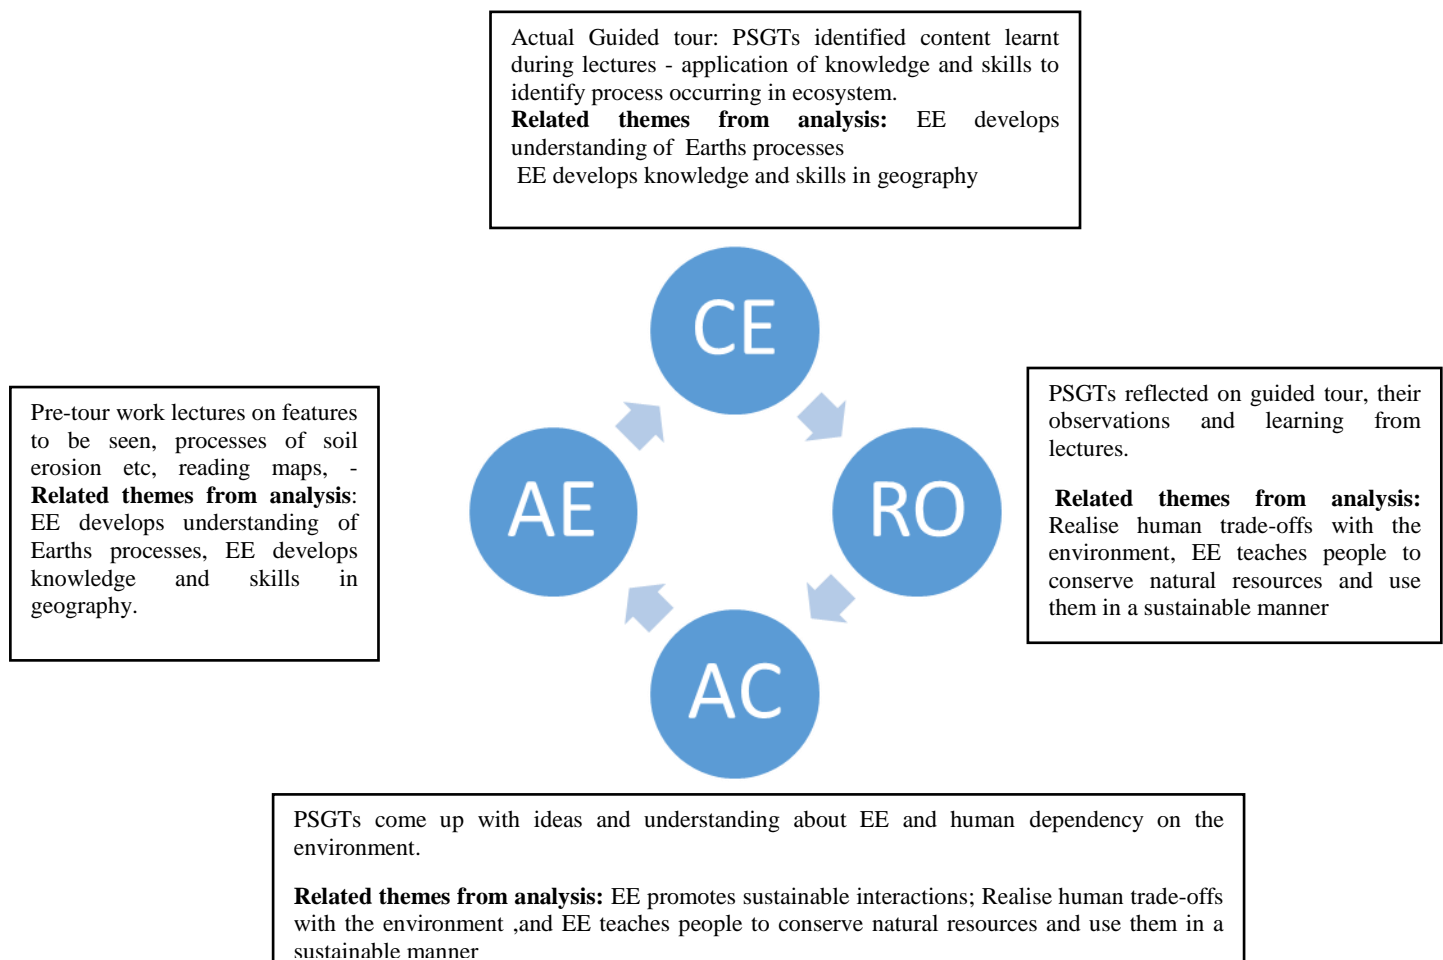 Actual Guided tour: PSGTs identified content learnt
during lectures - application of knowledge and skills to
identify process occurring in ecosystem.
Related themes from analysis: EE develops
understanding of Earths processes
EE develops knowledge and skills in geography
CE
Pre-tour work lectures on features
to be seen, processes of soil
erosion etc, reading maps, -
Related themes from analysis:
EE develops understanding of
Earths processes, EE develops
knowledge and skills in
geography.
AE
RO
PSGTs reflected on guided tour, their
observations and learning from
lectures.
Related themes from analysis:
Realise human trade-offs with the
environment, EE teaches people to
conserve natural resources and use
them in a sustainable manner
AC
PSGTs come up with ideas and understanding about EE and human dependency on the
environment.
Related themes from analysis: EE promotes sustainable interactions; Realise human trade-offs
with the environment ,and EE teaches people to conserve natural resources and use them in a
sustainable manner